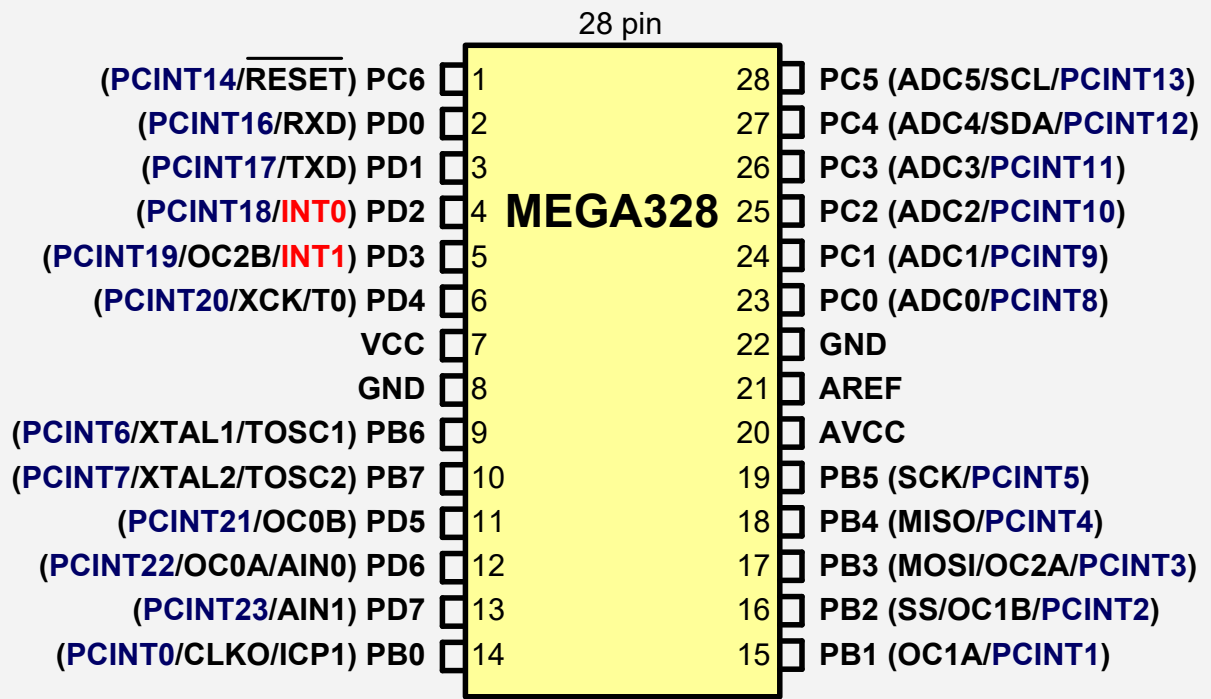 28 pin
(PCINT14/RESET) PC6 1 28 PC5 (ADC5/SCL/PCINT13)
(PCINT16/RXD) PD0 2 27 PC4 (ADC4/SDA/PCINT12)
(PCINT17/TXD) PD1 3 26 PC3 (ADC3/PCINT11)
(PCINT18/INT0) PD2 4 MEGA328 25 PC2 (ADC2/PCINT10)
(PCINT19/OC2B/INT1) PD3 5 24 PC1 (ADC1/PCINT9)
(PCINT20/XCK/T0) PD4 6 23 PC0 (ADC0/PCINT8)
VCC 7 22 GND
GND 8 21 AREF
(PCINT6/XTAL1/TOSC1) PB6 9 20 AVCC
(PCINT7/XTAL2/TOSC2) PB7 10 19 PB5 (SCK/PCINT5)
(PCINT21/OC0B) PD5 11 18 PB4 (MISO/PCINT4)
(PCINT22/OC0A/AIN0) PD6 12 17 PB3 (MOSI/OC2A/PCINT3)
(PCINT23/AIN1) PD7 13 16 PB2 (SS/OC1B/PCINT2)
(PCINT0/CLKO/ICP1) PB0 14 15 PB1 (OC1A/PCINT1)